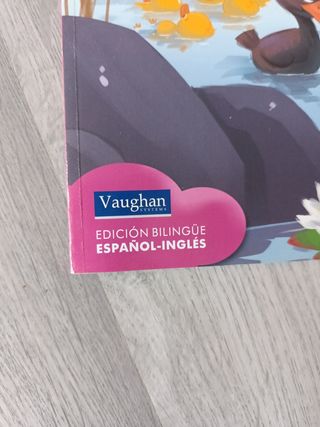 Vaughan
SYSTEMS
EDICIÓN BILINGÜE
ESPAÑOL-INGLÉS